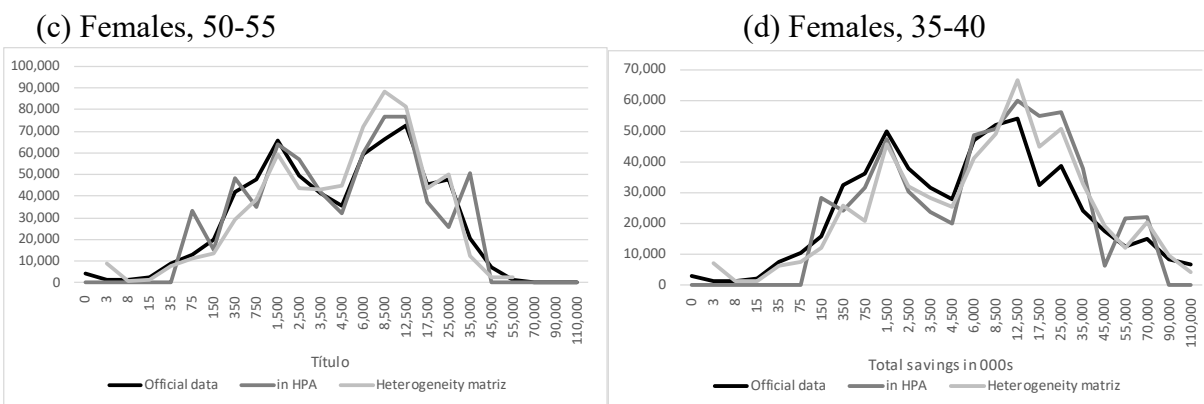 (c) Females, 50-55
100,000
90,000
80,000
70,000
60,000
50,000
40,000
30,000
20,000
10,000
0
0 3 8 15 35 75 150 350 750 1,500 2,500 3,500 4,500 6,000 8,500 12,500 17,500 25,000 35,000 45,000 55,000 70,000 90,000 110,000
Título
Official data in HPA Heterogeneity matriz
(d) Females, 35-40
70,000
60,000
50,000
40,000
30,000
20,000
10,000
0
0 3 8 15 35 75 150 350 750 1,500 2,500 3,500 4,500 6,000 8,500 12,500 17,500 25,000 35,000 45,000 55,000 70,000 90,000 110,000
Total savings in 000s
Official data in HPA Heterogeneity matriz